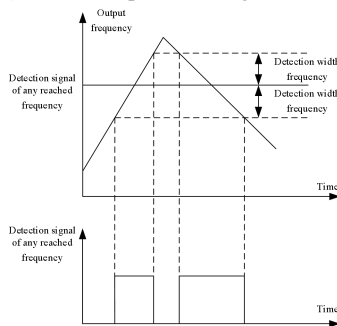 Output
frequency
Detection width
frequency
Detection signal
of any reached
frequency
Detection width
frequency
Time
Detection signal
of any reached
frequency
Time